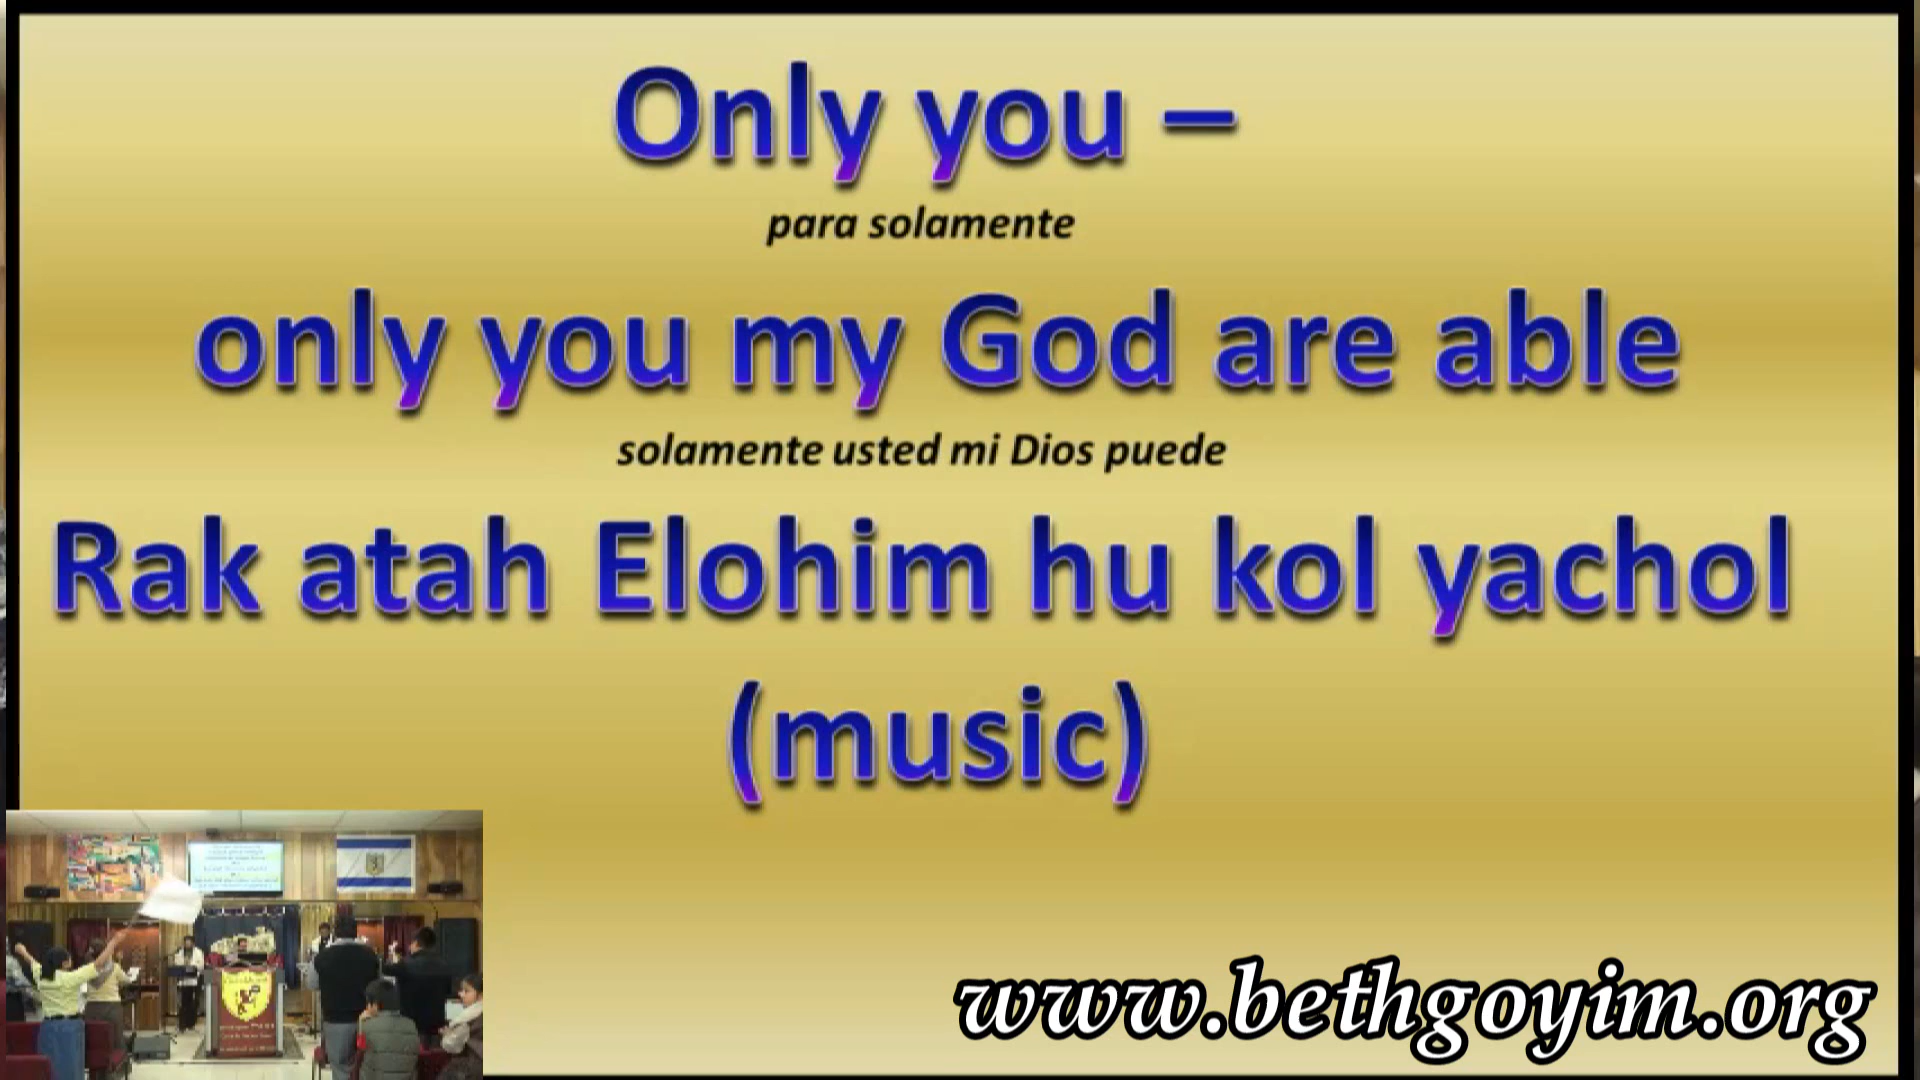 Only you –
para solamente
only you my God are able
solamente usted mi Dios puede
Rak atah Elohim hu kol yachol
(music)
www.bethgoyim.org